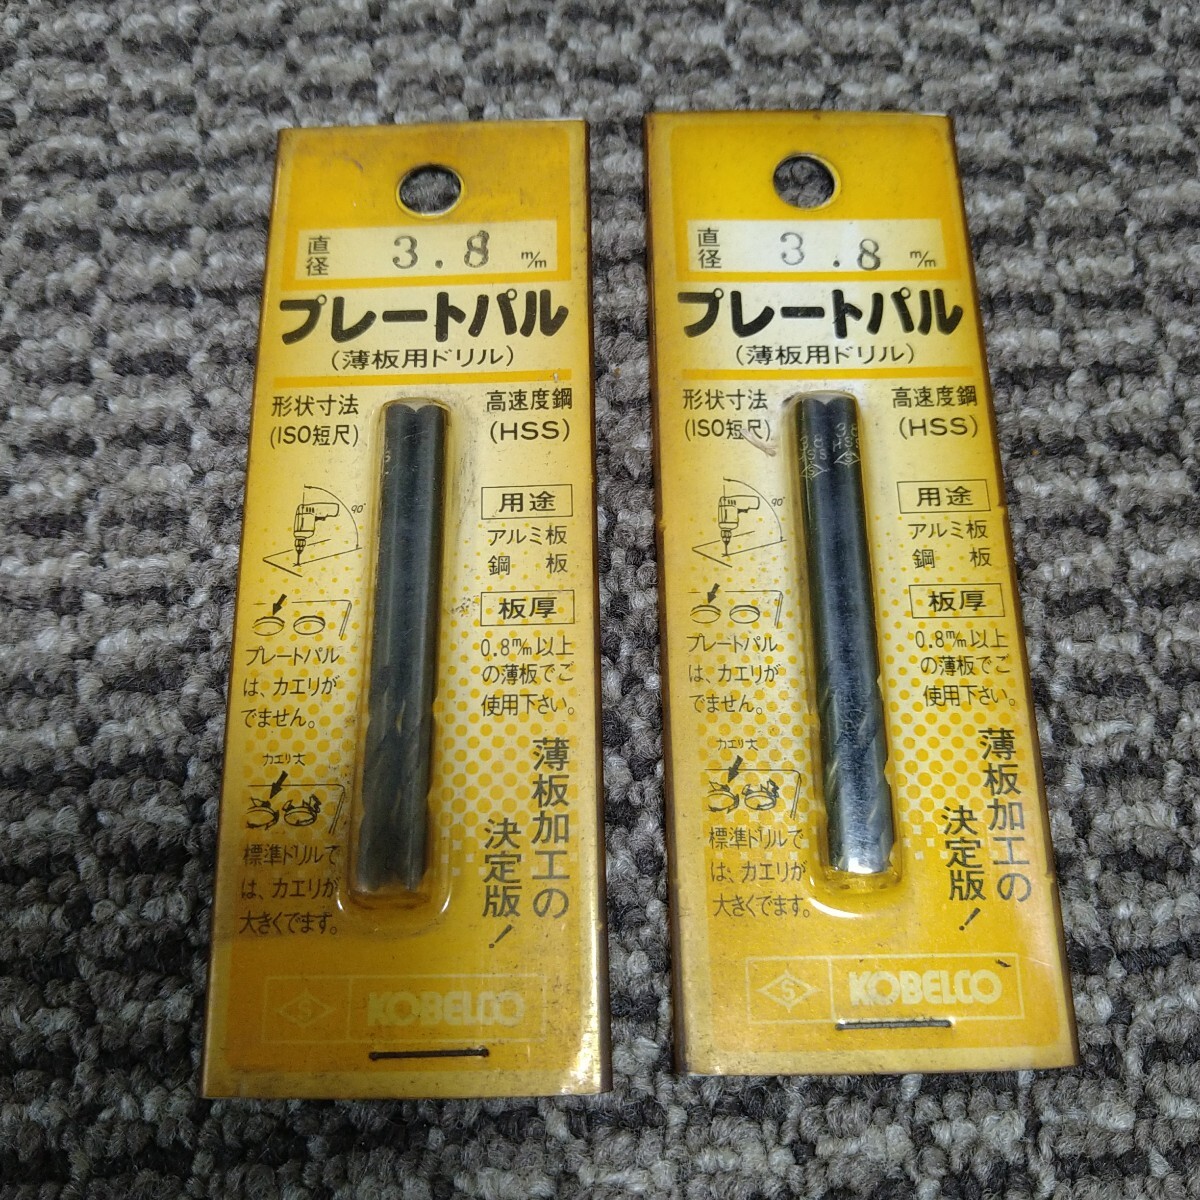 直径 3.8 m/m
プレートパル
(薄板用ドリル)
形状寸法
(ISO短尺)
高速度鋼
(HSS)
90°
用途
アルミ板
鋼 板
板厚
0.8m/m以上
の薄板でご
使用下さい。
プレートパル
は、カエリが
でません。
カエリ大
標準ドリルで
は、カエリが
大きくでます。
薄板加工の
決定版!
S KOBELCO
直径 3.8 m/m
プレートパル
(薄板用ドリル)
形状寸法
(ISO短尺)
高速度鋼
(HSS)
3.8 3.8
HSS HSS
90°
用途
アルミ板
鋼 板
板厚
0.8m/m以上
の薄板でご
使用下さい。
プレートパル
は、カエリが
でません。
カエリ大
標準ドリルで
は、カエリが
大きくでます。
薄板加工の
決定版!
S KOBELCO